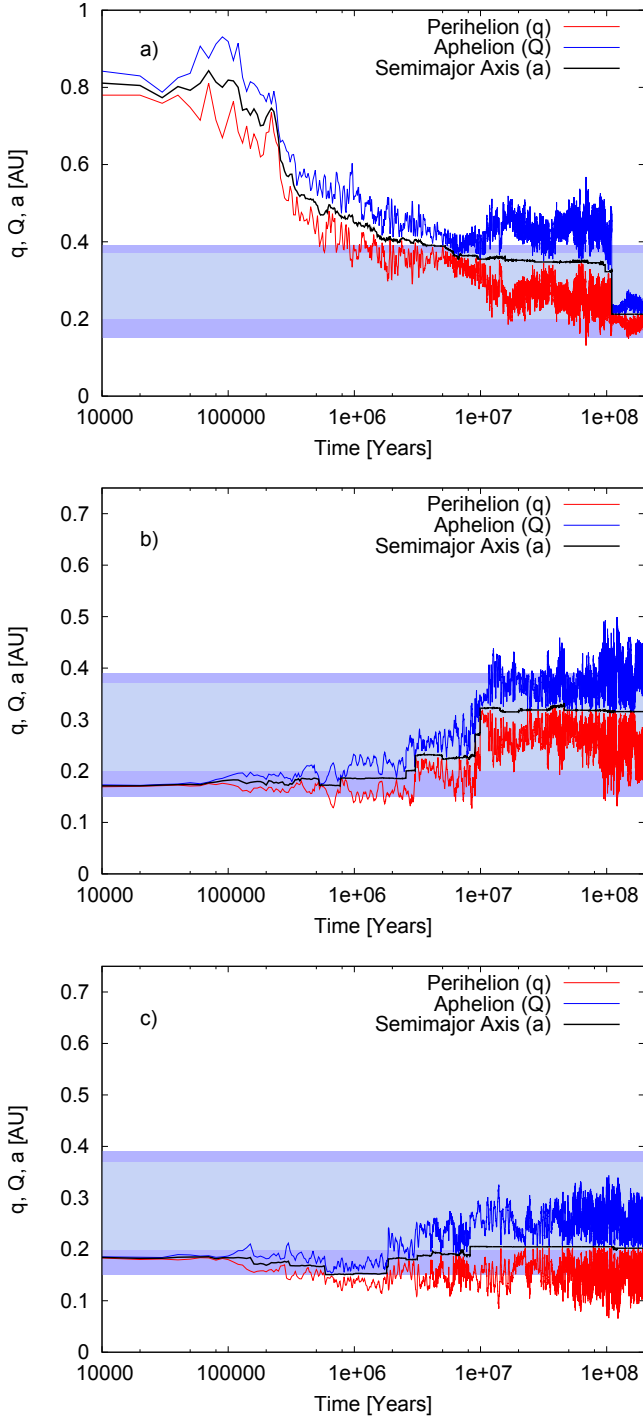 1
Perihelion (q)
a)
Aphelion (Q)
Semimajor Axis (a)
0.8
0.6
q, Q, a [AU]
0.4
0.2
0
10000 100000 1e+06 1e+07 1e+08
Time [Years]
0.7
Perihelion (q)
Aphelion (Q)
b)
Semimajor Axis (a)
0.6
0.5
q, Q, a [AU]
0.4
0.3
0.2
0.1
0
10000 100000 1e+06 1e+07 1e+08
Time [Years]
0.7
Perihelion (q)
Aphelion (Q)
c)
Semimajor Axis (a)
0.6
0.5
q, Q, a [AU]
0.4
0.3
0.2
0.1
0
10000 100000 1e+06 1e+07 1e+08
Time [Years]